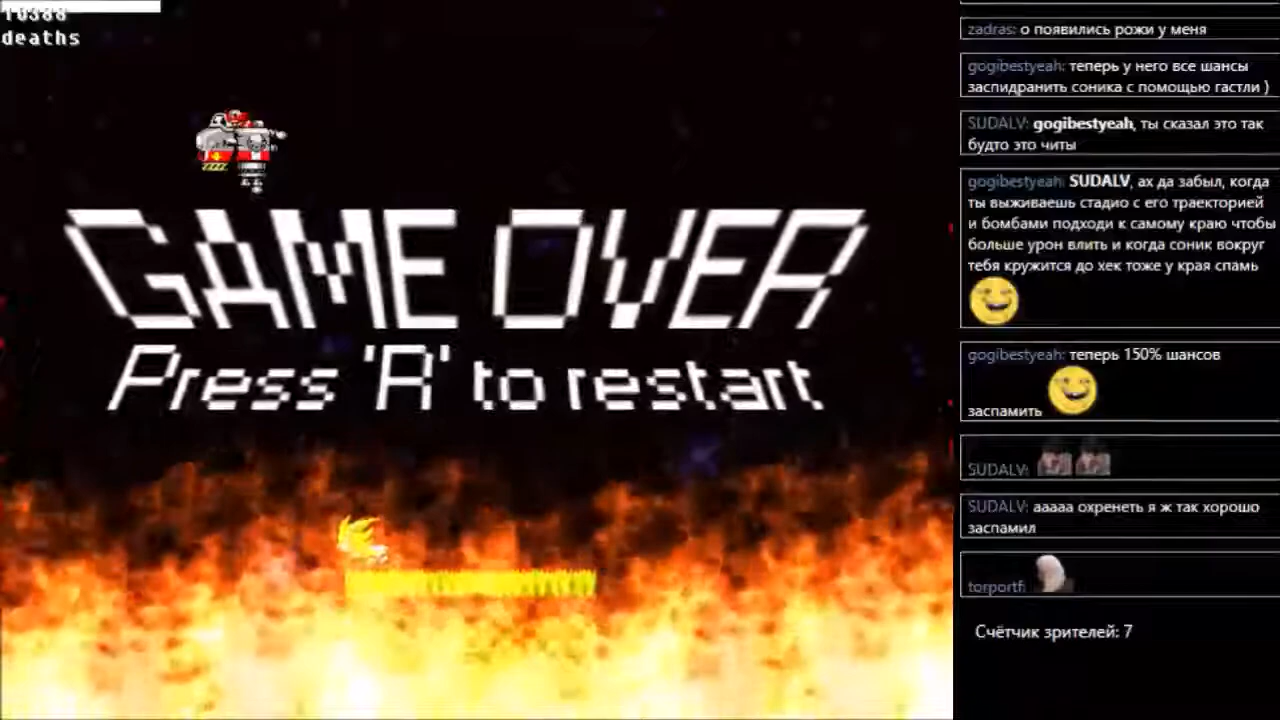 10388
deaths
GAME OVER
Press 'R' to restart
zadras: о появились рожи у меня
gogibestyeah: теперь у него все шансы
заспидранить соника с помощью гастли )
SUDALV: gogibestyeah, ты сказал это так
будто это читы
gogibestyeah: SUDALV, ах да забыл, когда
ты выживаешь стадио с его траекторией
и бомбами подходи к самому краю чтобы
больше урон влить и когда соник вокруг
тебя кружится до хек тоже у края спамь
gogibestyeah: теперь 150% шансов
заспамить
SUDALV:
SUDALV: ааааа охренеть я ж так хорошо
заспамил
torportfi:
Счётчик зрителей: 7